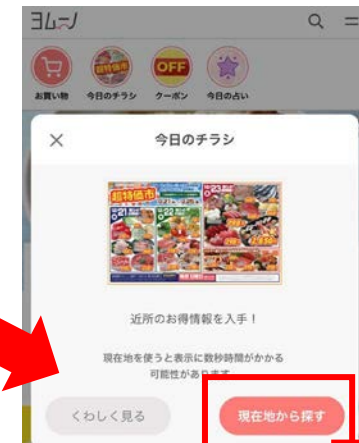 ヨムーノ
超特価市
OFF
お買い物 今日のチラシ クーポン 今日の占い
× 今日のチラシ
超特価市
21 22 23
近所のお得情報を入手！
現在地を使うと表示に数秒時間がかかる
可能性があります
くわしく見る 現在地から探す